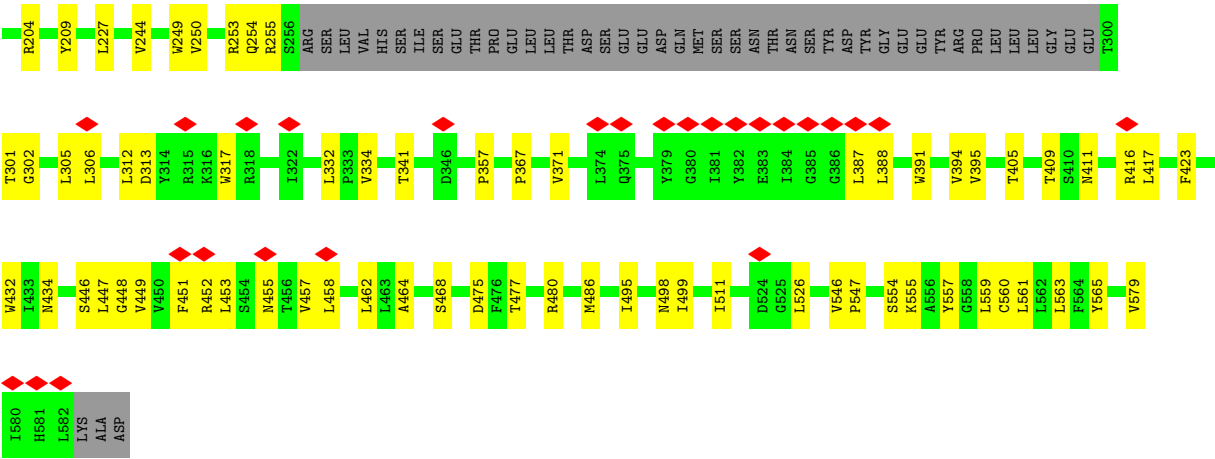 R204 Y209 L227 V244 W249 V250 R253 Q254 R255 S256 ARG SER LEU VAL HIS SER ILE SER GLU THR PRO GLU LEU LEU THR ASP SER GLU GLU ASP GLN MET SER SER ASN THR ASN SER TYR ASP TYR GLY GLU GLU TYR ARG PRO LEU LEU LEU GLY GLU GLU T300
T301 G302 L305 L306 L312 D313 Y314 R315 K316 W317 R318 I322 L332 P333 V334 T341 D346 P357 P367 V371 L374 Q375 Y379 G380 I381 Y382 E383 I384 G385 G386 L387 L388 W391 V394 V395 T405 T409 S410 N411 R416 L417 F423
W432 I433 N434 S446 L447 G448 V449 V450 F451 R452 L453 S454 N455 T456 V457 L458 L462 L463 A464 S468 D475 F476 T477 R480 M486 I495 N498 I499 I511 D524 G525 L526 V546 P547 S554 K555 A556 Y557 G558 L559 C560 L561 L562 L563 F564 Y565 V579
I580 H581 L582 LYS ALA ASP